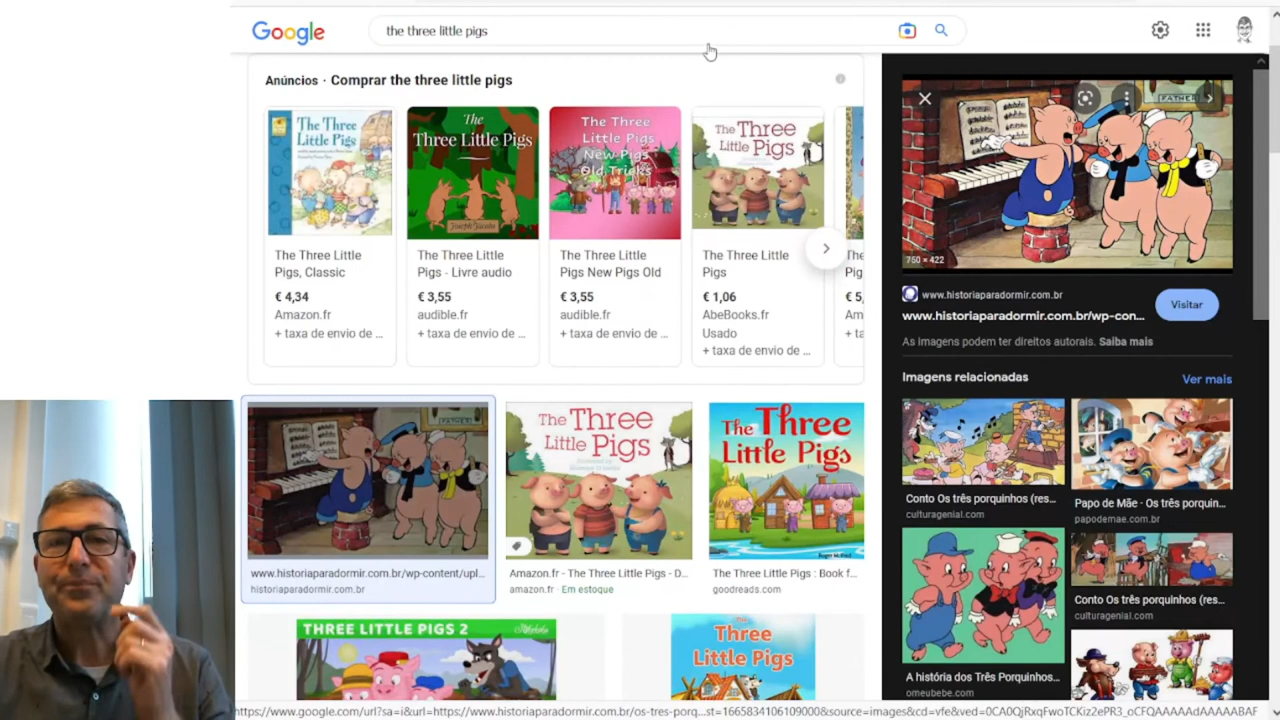 Google
the three little pigs
Anúncios · Comprar the three little pigs
The Three
Little Pigs
The
Three Little Pigs
Joseph Jacobs
The Three
Little Pigs
New Pigs
Old Tricks
The Three
Little Pigs
The Three Little
Pigs, Classic
€ 4,34
Amazon.fr
+ taxa de envio de ...
The Three Little
Pigs - Livre audio
€ 3,55
audible.fr
+ taxa de envio de ...
The Three Little
Pigs New Pigs Old
€ 3,55
audible.fr
+ taxa de envio de ...
The Three Little
Pigs
€ 1,06
AbeBooks.fr
Usado
+ taxa de envio de ...
The
Pig
€ 5,
Am
+ ta
FATHER
www.historiaparadormir.com.br/wp-content/upl...
historiaparadormir.com.br
The Three
Little Pigs
Amazon.fr - The Three Little Pigs - D...
amazon.fr · Em estoque
The Three
Little Pigs
The Three Little Pigs : Book f...
goodreads.com
THREE LITTLE PIGS 2
Three
Little Pigs
FATHER
750 × 422
www.historiaparadormir.com.br
www.historiaparadormir.com.br/wp-con...
Visitar
As imagens podem ter direitos autorais. Saiba mais
Imagens relacionadas
Ver mais
Conto Os três porquinhos (res...
culturagenial.com
Papo de Mãe · Os três porquin...
papodemae.com.br
Conto Os três porquinhos (res...
culturagenial.com
A história dos Três Porquinhos...
omeubebe.com
https://www.google.com/url?sa=i&url=https://www.historiaparadormir.com.br/os-tres-porq...st=1665834106109000&source=images&cd=vfe&ved=0CA0QjRxqFwoTCKiz2ePR3_oCFQAAAAAdAAAAABAF